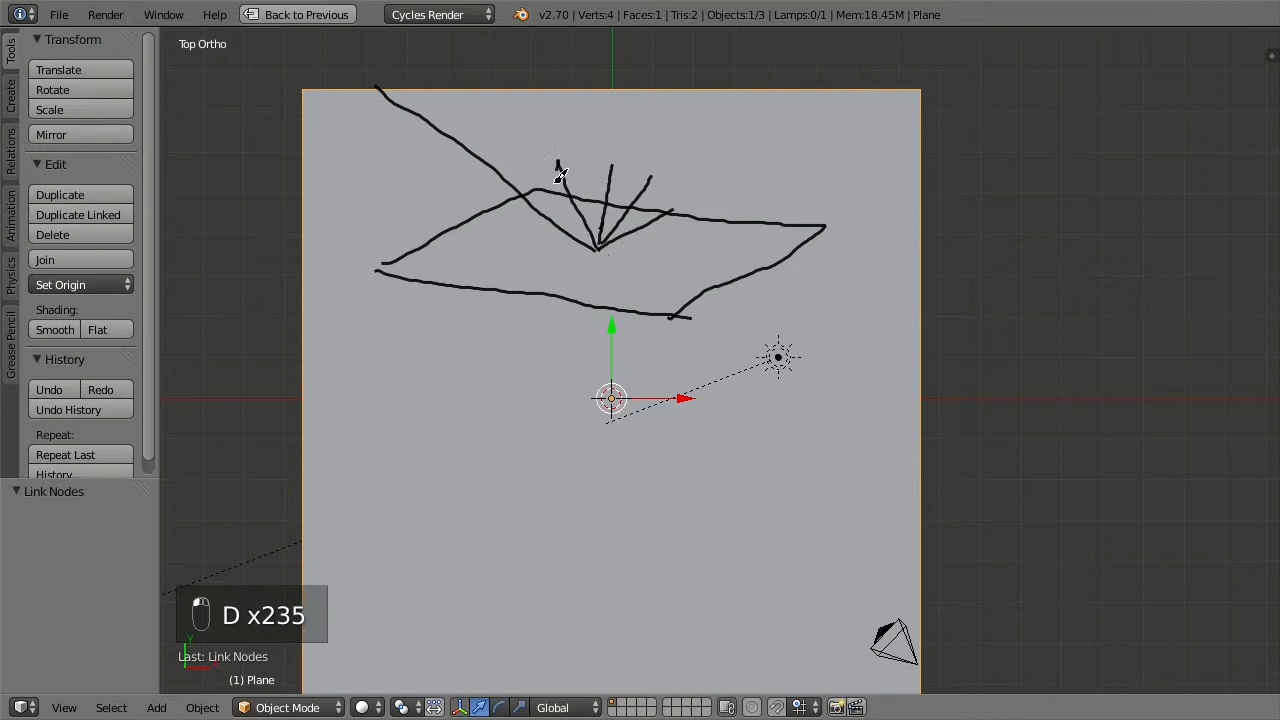 File Render Window Help Back to Previous Cycles Render v2.70 | Verts:4 | Faces:1 | Tris:2 | Objects:1/3 | Lamps:0/1 | Mem:18.45M | Plane
Tools
Create
Relations
Animation
Physics
Grease Pencil
Transform
Translate
Rotate
Scale
Mirror
Edit
Duplicate
Duplicate Linked
Delete
Join
Set Origin
Shading:
Smooth Flat
History
Undo Redo
Undo History
Repeat:
Repeat Last
History...
Link Nodes
Top Ortho
D x235
y
Last: Link Nodes
(1) Plane
View Select Add Object Object Mode Global